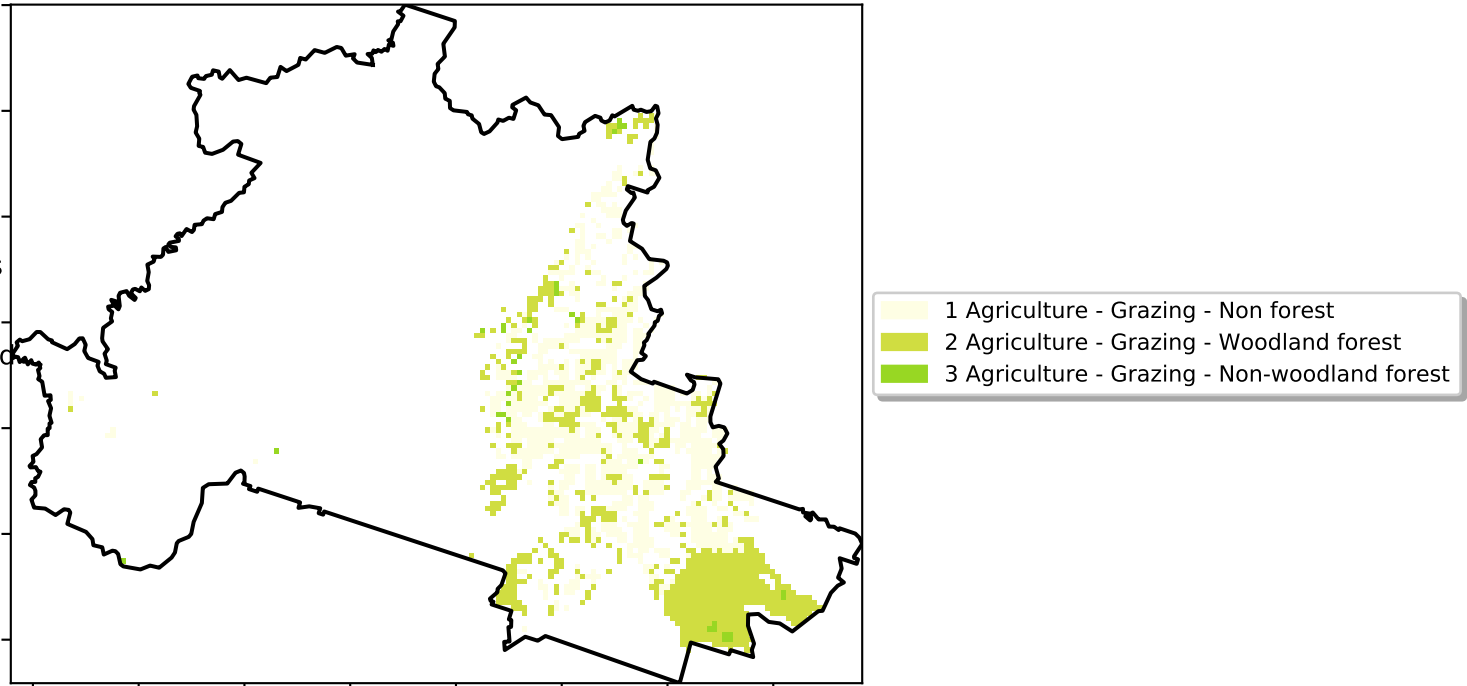 1 Agriculture - Grazing - Non forest
2 Agriculture - Grazing - Woodland forest
3 Agriculture - Grazing - Non-woodland forest